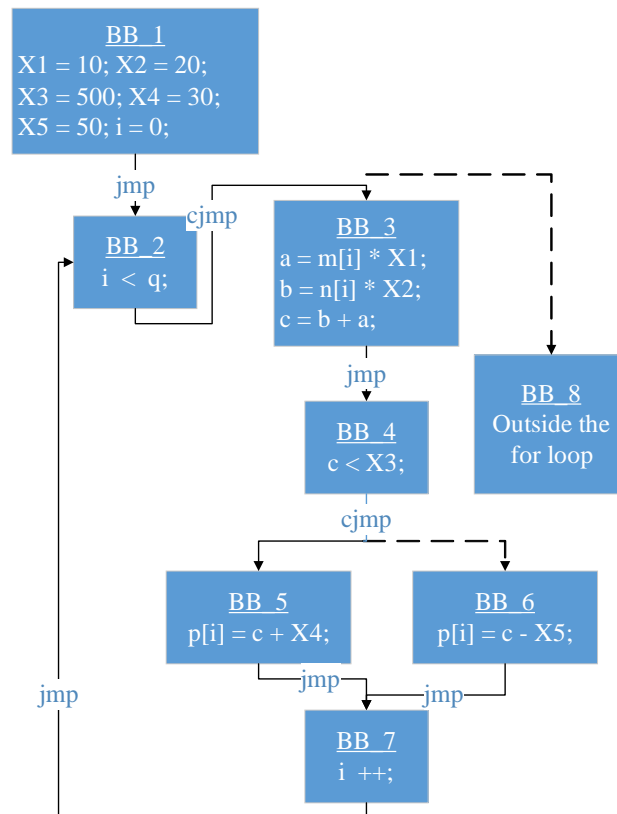 BB_1
X1 = 10; X2 = 20;
X3 = 500; X4 = 30;
X5 = 50; i = 0;
jmp
cjmp
BB_2
i < q;
BB_3
a = m[i] * X1;
b = n[i] * X2;
c = b + a;
jmp
BB_8
Outside the
for loop
BB_4
c < X3;
cjmp
BB_5
p[i] = c + X4;
BB_6
p[i] = c - X5;
jmp
jmp
jmp
BB_7
i ++;